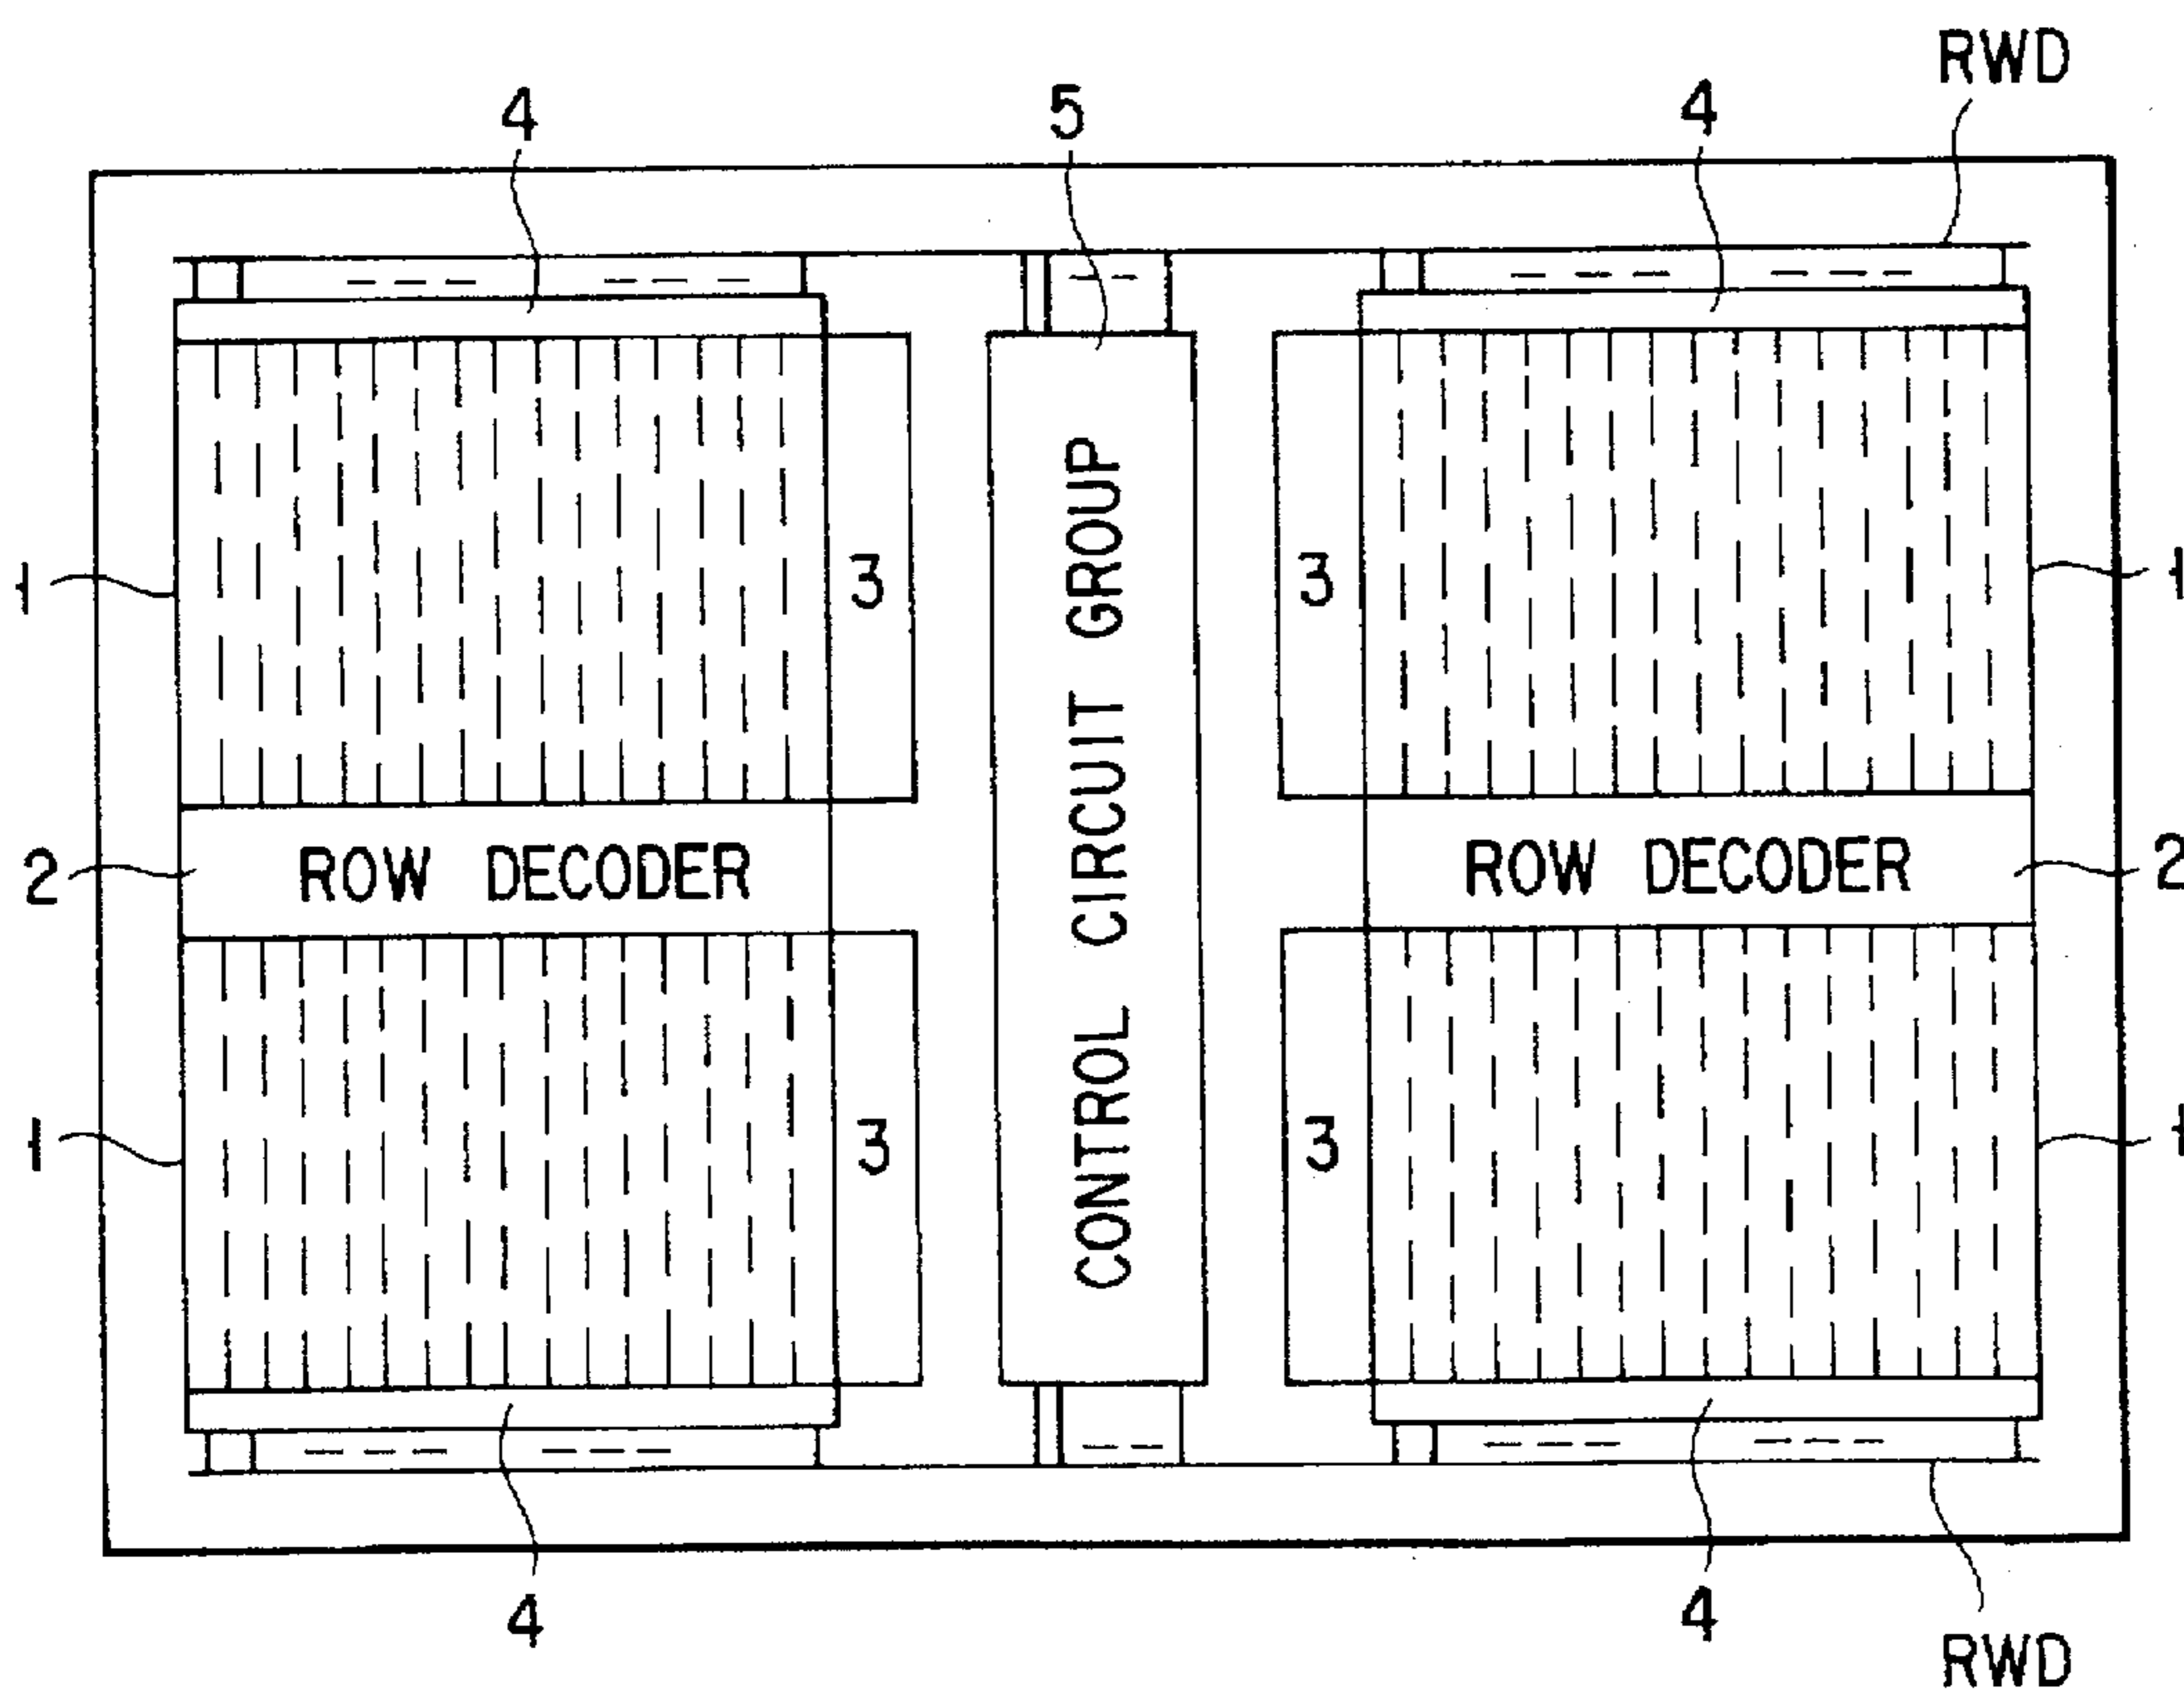 RWD
4 5 4
1 3 3 1
CONTROL CIRCUIT GROUP
2 ROW DECODER ROW DECODER 2
1 3 3 1
4 4
RWD